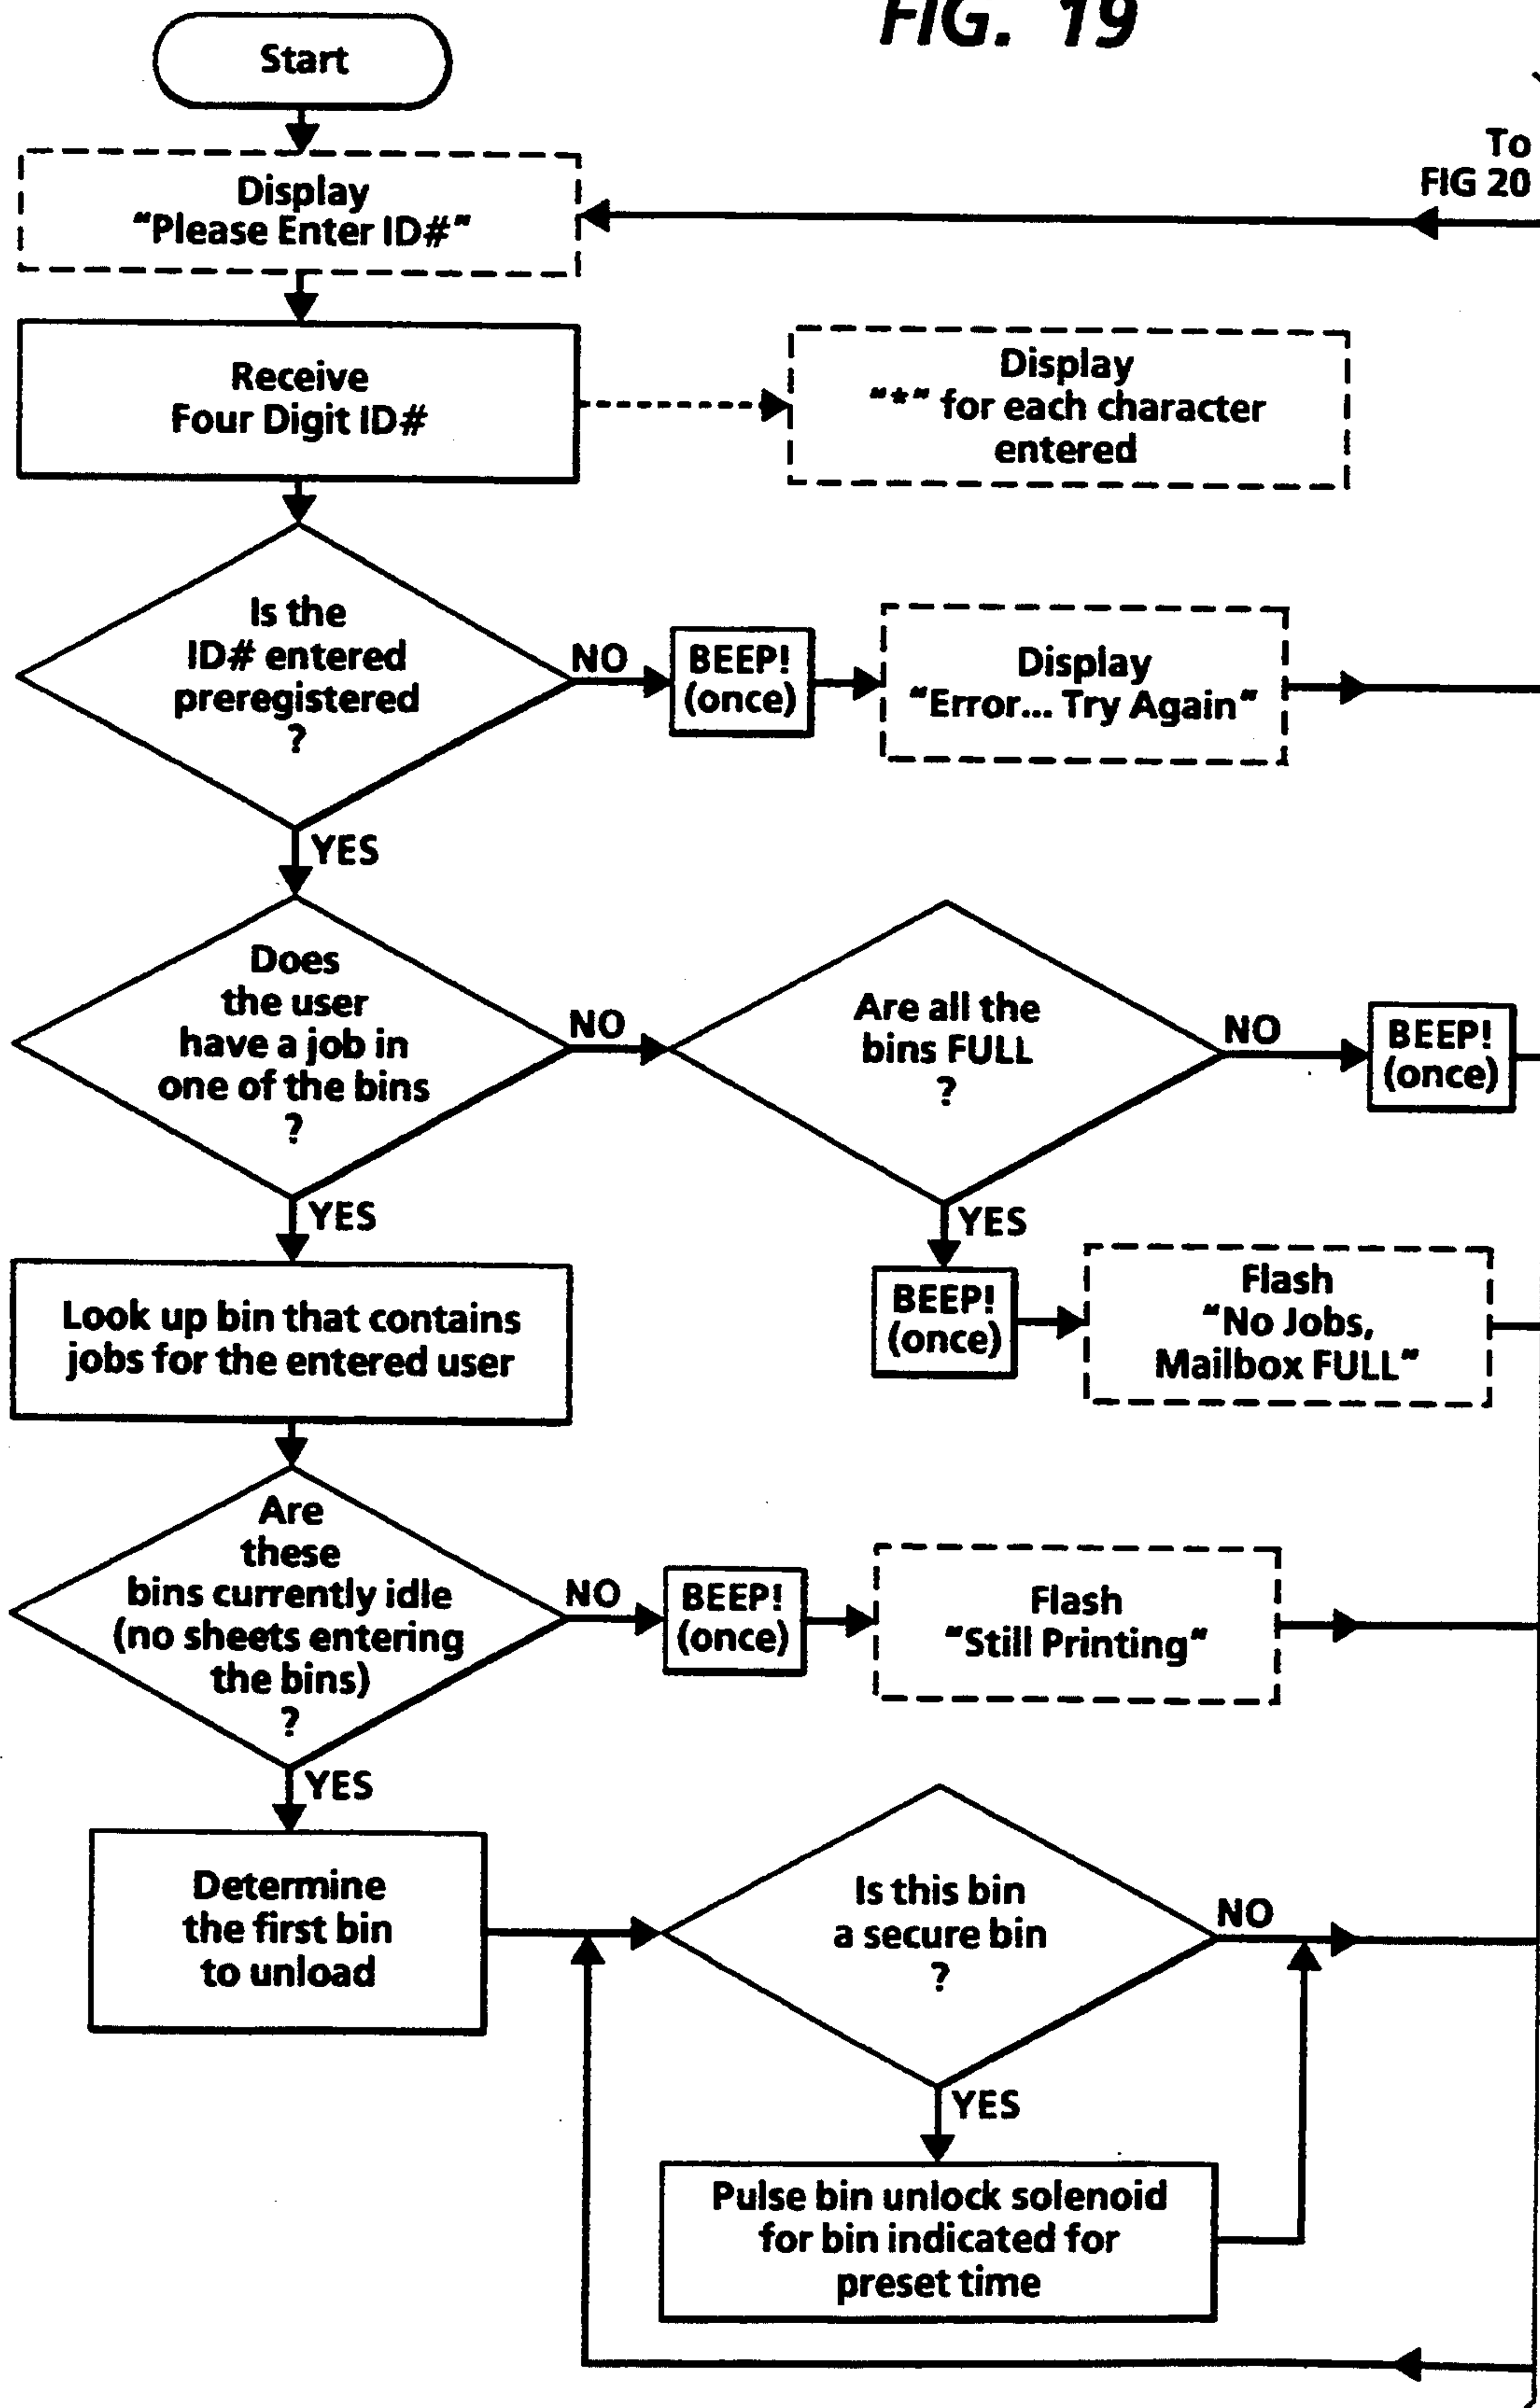 FIG. 19
Start
To
FIG 20
Display
"Please Enter ID#"
Receive
Four Digit ID#
Display
"*" for each character
entered
Is the
ID# entered
preregistered
?
NO
BEEP!
(once)
Display
"Error... Try Again"
YES
Does
the user
have a job in
one of the bins
?
NO
Are all the
bins FULL
?
NO
BEEP!
(once)
YES
YES
Look up bin that contains
jobs for the entered user
BEEP!
(once)
Flash
"No Jobs,
Mailbox FULL"
Are
these
bins currently idle
(no sheets entering
the bins)
?
NO
BEEP!
(once)
Flash
"Still Printing"
YES
Determine
the first bin
to unload
Is this bin
a secure bin
?
NO
YES
Pulse bin unlock solenoid
for bin indicated for
preset time